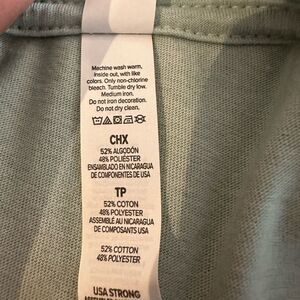 Machine wash warm,
inside out, with like
colors. Only non-chlorine
bleach. Tumble dry low.
Medium iron.
Do not iron decoration.
Do not dry clean.
CHX
52% ALGODÓN
48% POLIÉSTER
ENSAMBLADO EN NICARAGUA
DE COMPONENTES DE USA
TP
52% COTON
48% POLYESTER
ASSEMBLÉ AU NICARAGUA
DE COMPOSANTS USA
52% COTTON
48% POLYESTER
USA STRONG